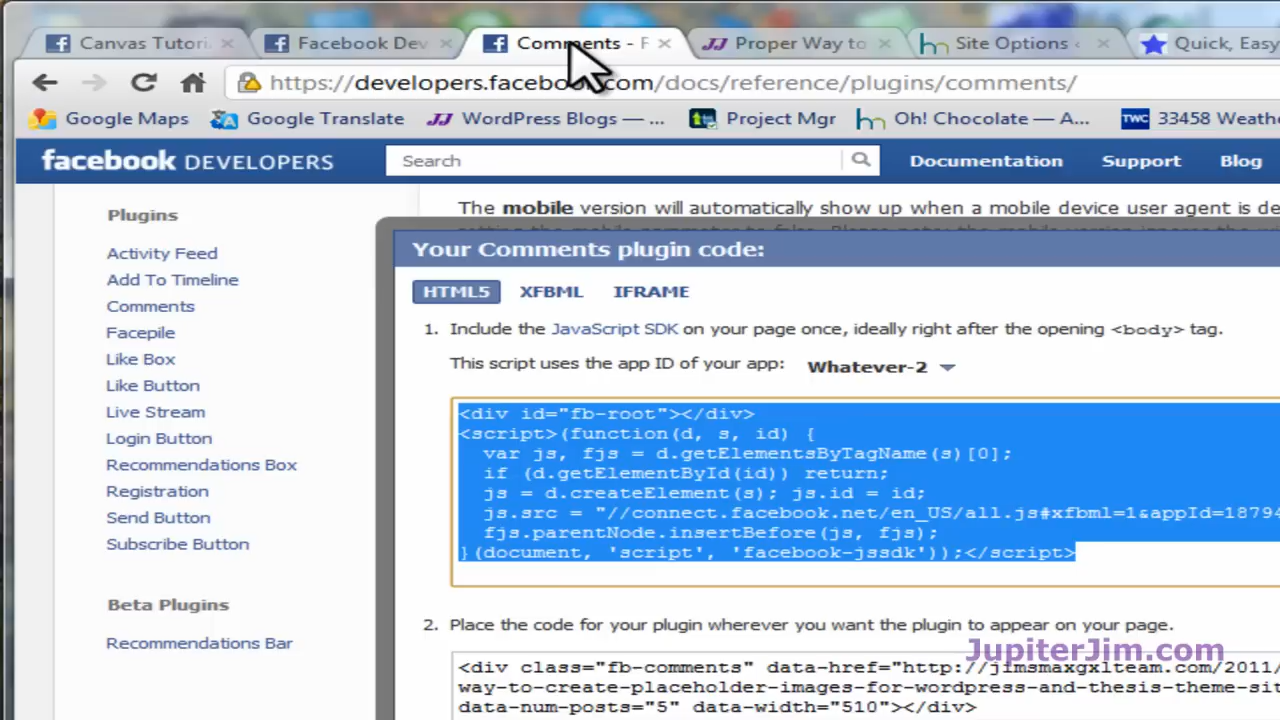 Canvas Tutori
Facebook Dev
Comments - F
JJ Proper Way to
hn Site Options
Quick, Easy
https://developers.facebook.com/docs/reference/plugins/comments/
Google Maps
Google Translate
JJ WordPress Blogs — ...
Project Mgr
hn Oh! Chocolate — A...
TWC 33458 Weathe
facebook DEVELOPERS
Search
Documentation
Support
Blog
Plugins
Activity Feed
Add To Timeline
Comments
Facepile
Like Box
Like Button
Live Stream
Login Button
Recommendations Box
Registration
Send Button
Subscribe Button
Beta Plugins
Recommendations Bar
The mobile version will automatically show up when a mobile device user agent is de
Your Comments plugin code:
HTML5 XFBML IFRAME
1. Include the JavaScript SDK on your page once, ideally right after the opening <body> tag.
This script uses the app ID of your app: Whatever-2
<div id="fb-root"></div>
<script>(function(d, s, id) {
var js, fjs = d.getElementsByTagName(s)[0];
if (d.getElementById(id)) return;
js = d.createElement(s); js.id = id;
js.src = "//connect.facebook.net/en_US/all.js#xfbml=1&appId=18794
fjs.parentNode.insertBefore(js, fjs);
}(document, 'script', 'facebook-jssdk'));</script>
2. Place the code for your plugin wherever you want the plugin to appear on your page.
JupiterJim.com
<div class="fb-comments" data-href="http://jimsmaxgxlteam.com/2011/
way-to-create-placeholder-images-for-wordpress-and-thesis-theme-sit
data-num-posts="5" data-width="510"></div>